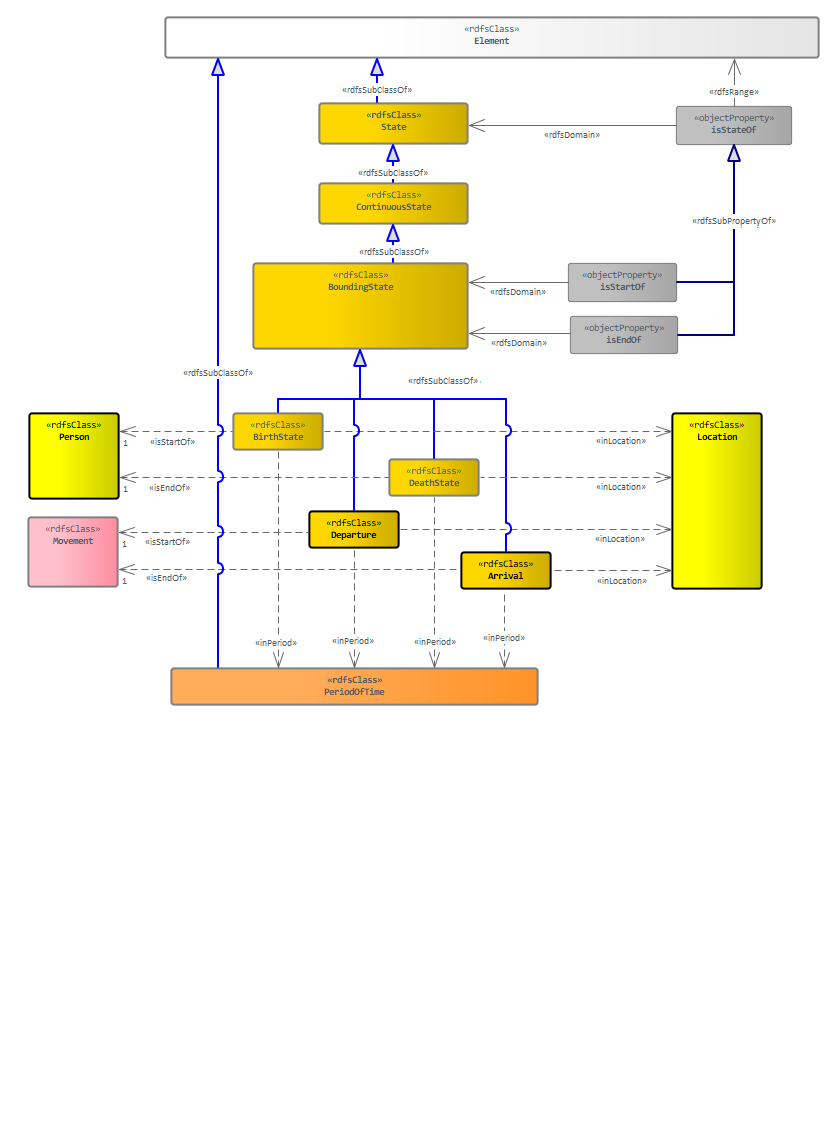 «rdfsClass»
Element
«rdfsSubClassOf»
«rdfsRange»
«rdfsClass»
State
«objectProperty»
isStateOf
«rdfsDomain»
«rdfsSubClassOf»
«rdfsClass»
ContinuousState
«rdfsSubPropertyOf»
«rdfsSubClassOf»
«rdfsClass»
BoundingState
«objectProperty»
isStartOf
«rdfsDomain»
«objectProperty»
isEndOf
«rdfsDomain»
«rdfsSubClassOf»
«rdfsSubClassOf»
«rdfsClass»
Person
1
«isStartOf»
«rdfsClass»
BirthState
«inLocation»
«rdfsClass»
Location
1
«isEndOf»
«rdfsClass»
DeathState
«inLocation»
«rdfsClass»
Movement
1
«isStartOf»
«rdfsClass»
Departure
«inLocation»
1
«isEndOf»
«rdfsClass»
Arrival
«inLocation»
«inPeriod»
«inPeriod»
«inPeriod»
«inPeriod»
«rdfsClass»
PeriodOfTime